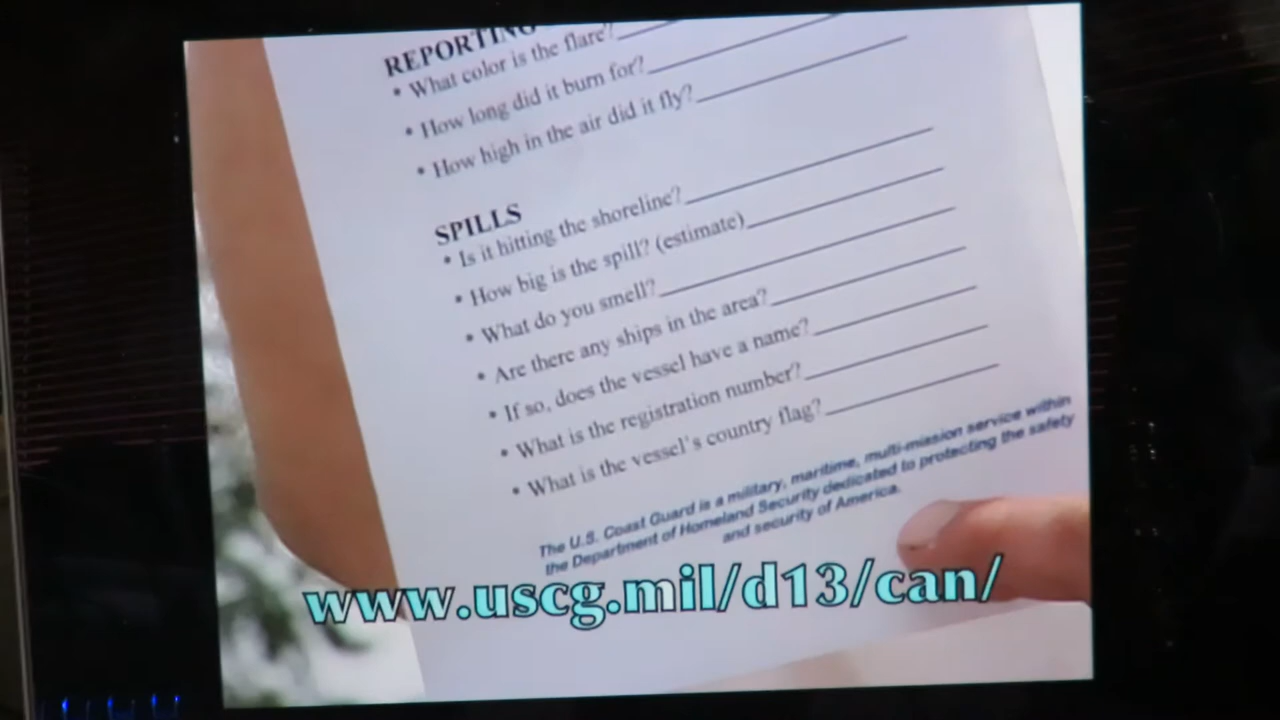 REPORTING
• What color is the flare?
• How long did it burn for?
• How high in the air did it fly?
SPILLS
• Is it hitting the shoreline?
• How big is the spill? (estimate)
• What do you smell?
• Are there any ships in the area?
• If so, does the vessel have a name?
• What is the registration number?
• What is the vessel's country flag?
The U.S. Coast Guard is a military, maritime, multi-mission service within
the Department of Homeland Security dedicated to protecting the safety
and security of America.
www.uscg.mil/d13/can/